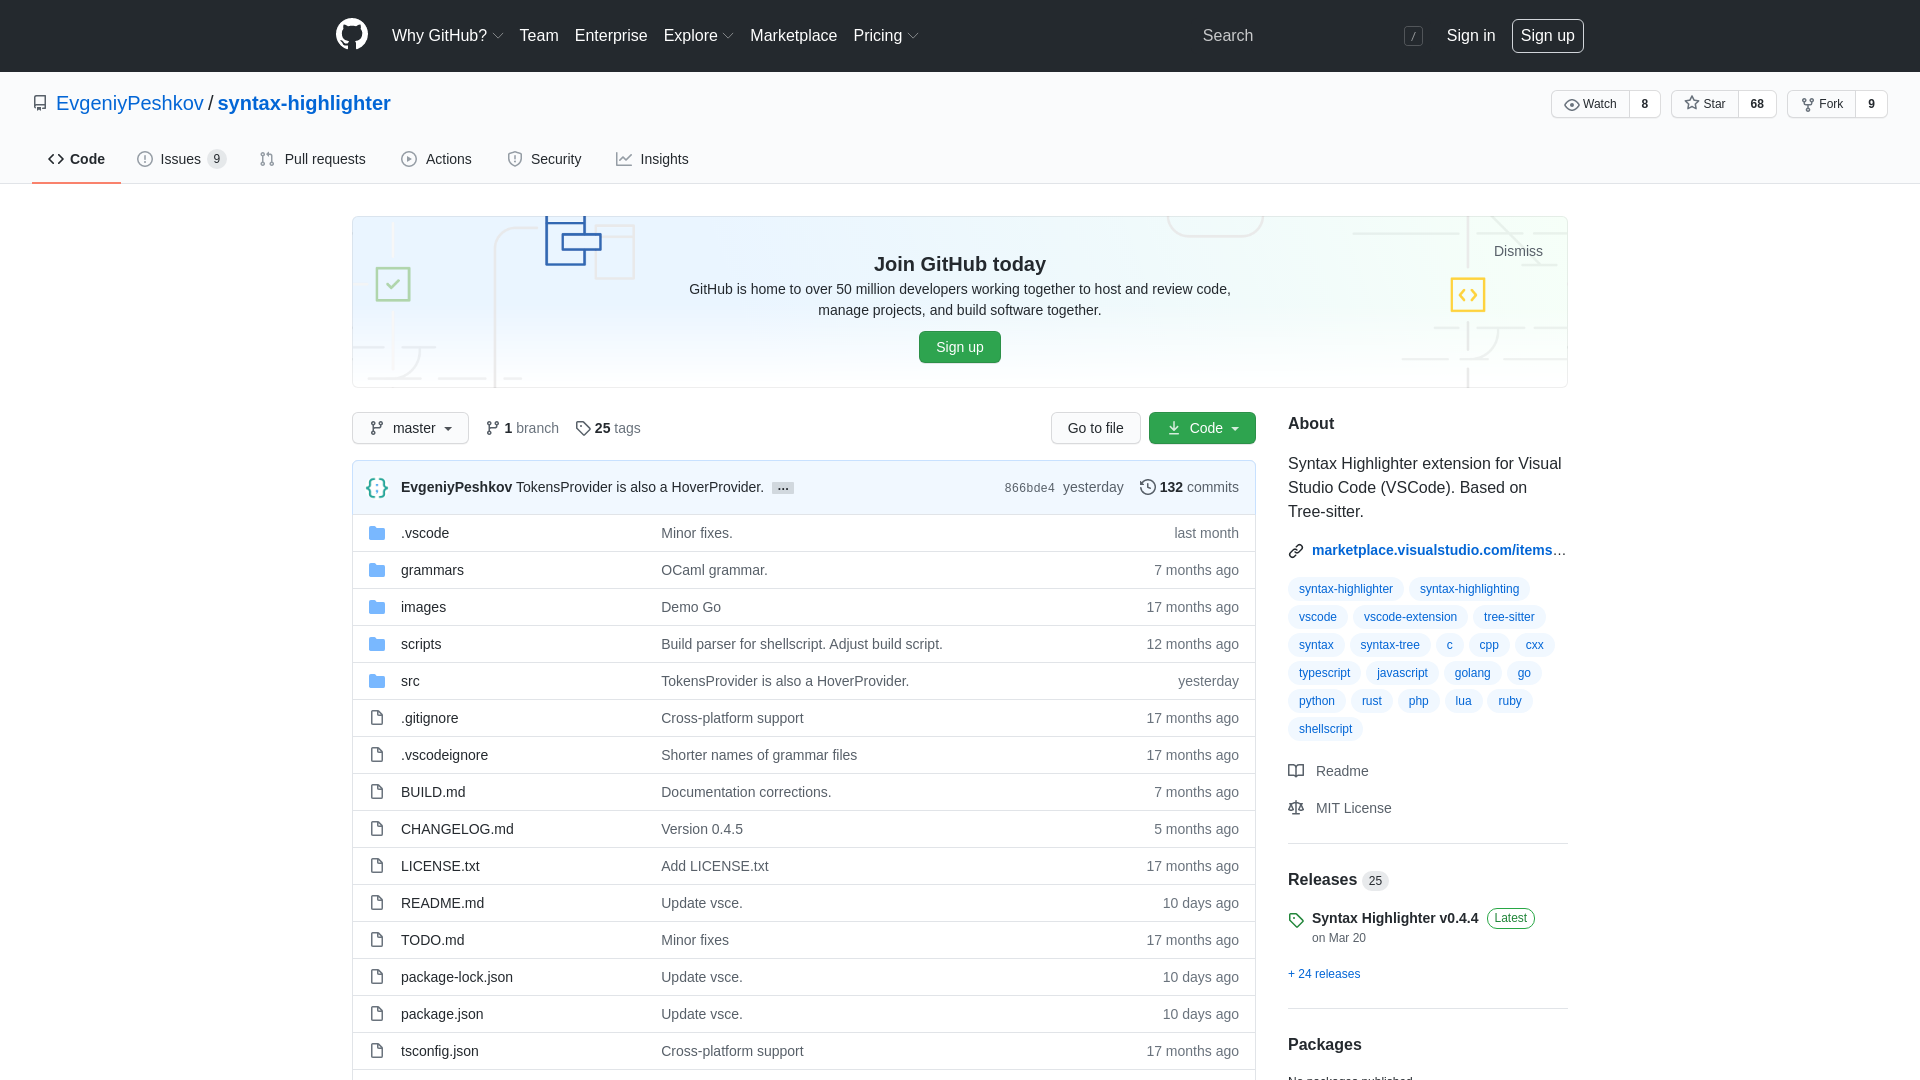 Why GitHub? Team Enterprise Explore Marketplace Pricing Search / Sign in Sign up
EvgeniyPeshkov / syntax-highlighter Watch 8 Star 68 Fork 9
Code Issues 9 Pull requests Actions Security Insights
Dismiss
Join GitHub today
GitHub is home to over 50 million developers working together to host and review code,
manage projects, and build software together.
Sign up
master 1 branch 25 tags Go to file Code
EvgeniyPeshkov TokensProvider is also a HoverProvider. … 866bde4 yesterday 132 commits
.vscode Minor fixes. last month
grammars OCaml grammar. 7 months ago
images Demo Go 17 months ago
scripts Build parser for shellscript. Adjust build script. 12 months ago
src TokensProvider is also a HoverProvider. yesterday
.gitignore Cross-platform support 17 months ago
.vscodeignore Shorter names of grammar files 17 months ago
BUILD.md Documentation corrections. 7 months ago
CHANGELOG.md Version 0.4.5 5 months ago
LICENSE.txt Add LICENSE.txt 17 months ago
README.md Update vsce. 10 days ago
TODO.md Minor fixes 17 months ago
package-lock.json Update vsce. 10 days ago
package.json Update vsce. 10 days ago
tsconfig.json Cross-platform support 17 months ago
About
Syntax Highlighter extension for Visual
Studio Code (VSCode). Based on
Tree-sitter.
marketplace.visualstudio.com/items…
syntax-highlighter syntax-highlighting
vscode vscode-extension tree-sitter
syntax syntax-tree c cpp cxx
typescript javascript golang go
python rust php lua ruby
shellscript
Readme
MIT License
Releases 25
Syntax Highlighter v0.4.4 Latest
on Mar 20
+ 24 releases
Packages
No packages published